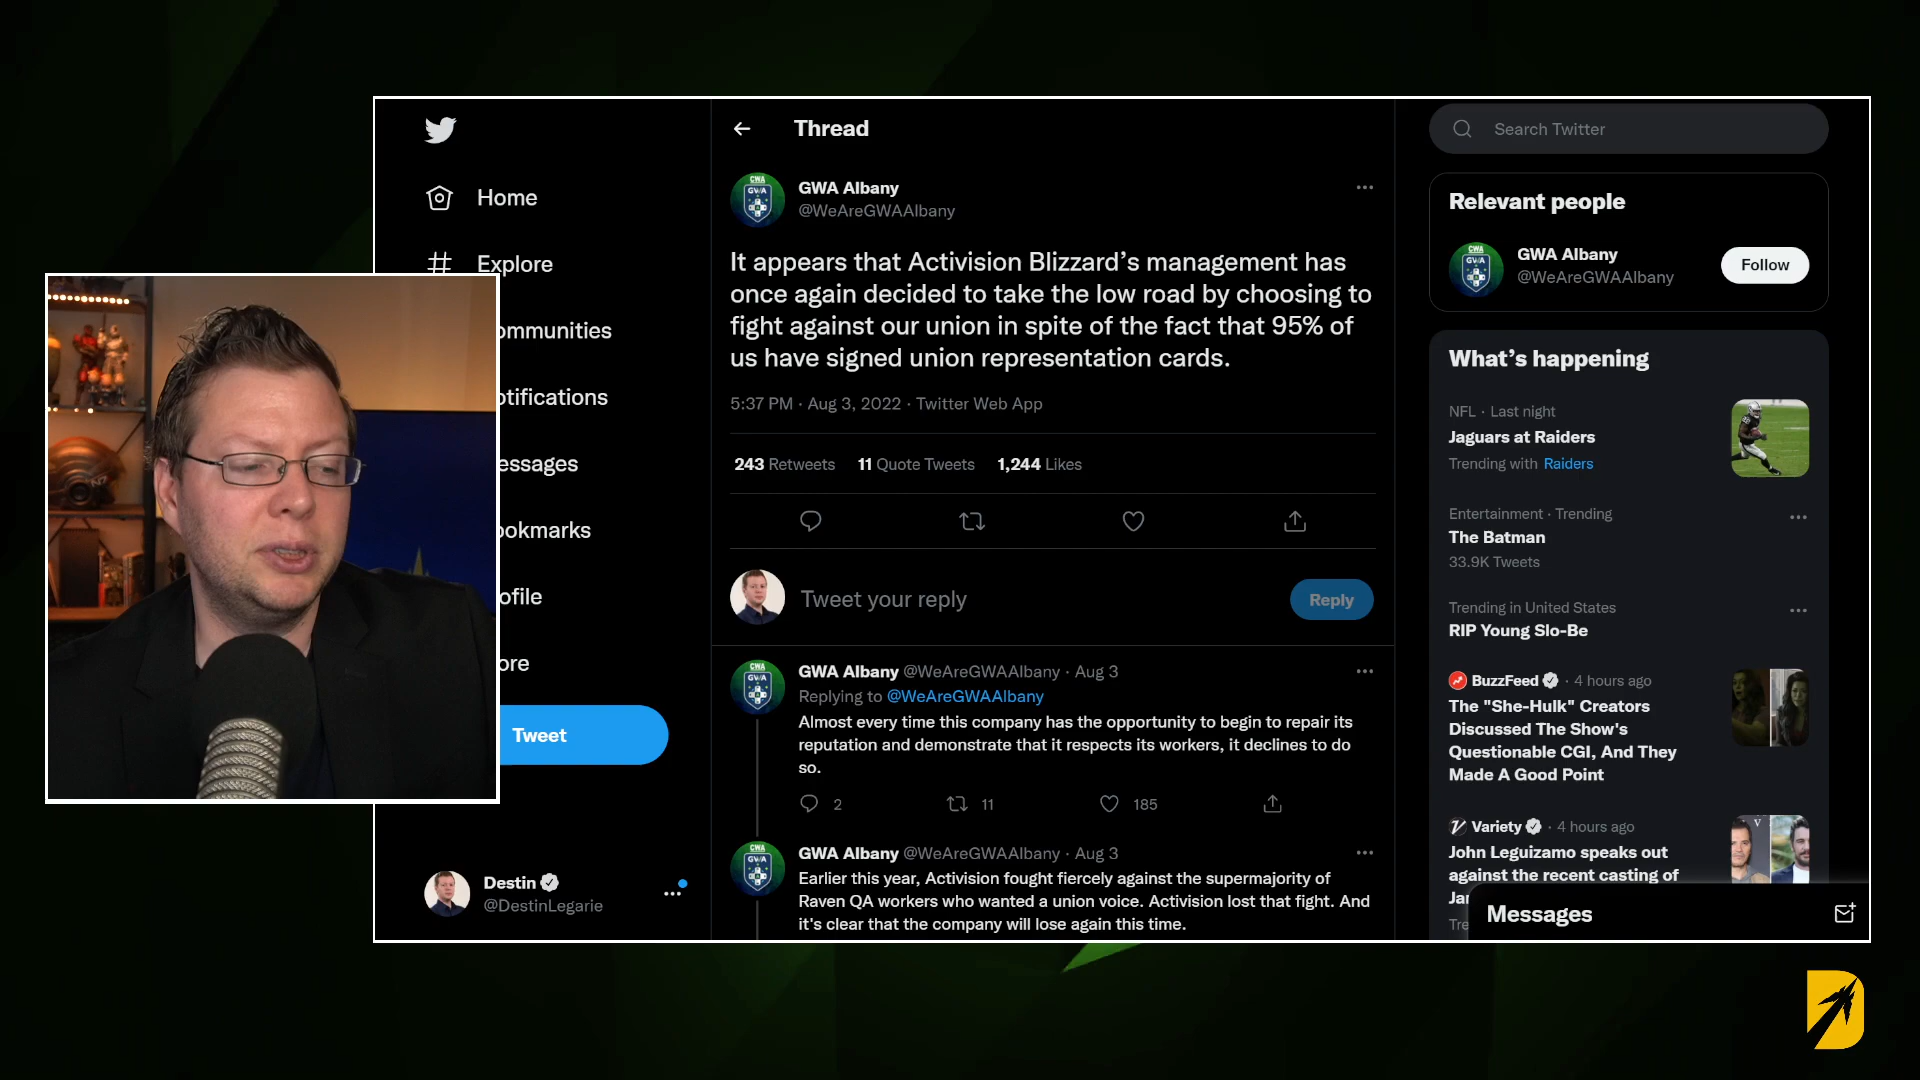 Home
Explore
ommunities
otifications
essages
ookmarks
ofile
ore
Tweet
Destin
@DestinLegarie
Thread
GWA Albany
@WeAreGWAAlbany
It appears that Activision Blizzard’s management has
once again decided to take the low road by choosing to
fight against our union in spite of the fact that 95% of
us have signed union representation cards.
5:37 PM · Aug 3, 2022 · Twitter Web App
243 Retweets 11 Quote Tweets 1,244 Likes
Tweet your reply
Reply
GWA Albany @WeAreGWAAlbany · Aug 3
Replying to @WeAreGWAAlbany
Almost every time this company has the opportunity to begin to repair its
reputation and demonstrate that it respects its workers, it declines to do
so.
2 11 185
GWA Albany @WeAreGWAAlbany · Aug 3
Earlier this year, Activision fought fiercely against the supermajority of
Raven QA workers who wanted a union voice. Activision lost that fight. And
it's clear that the company will lose again this time.
Search Twitter
Relevant people
GWA Albany
@WeAreGWAAlbany
Follow
What’s happening
NFL · Last night
Jaguars at Raiders
Trending with Raiders
Entertainment · Trending
The Batman
33.9K Tweets
Trending in United States
RIP Young Slo-Be
BuzzFeed · 4 hours ago
The "She-Hulk" Creators
Discussed The Show's
Questionable CGI, And They
Made A Good Point
Variety · 4 hours ago
John Leguizamo speaks out
against the recent casting of
Ja
Tre
Messages
CWA
GWA
CWA
GWA
CWA
GWA
CWA
GWA